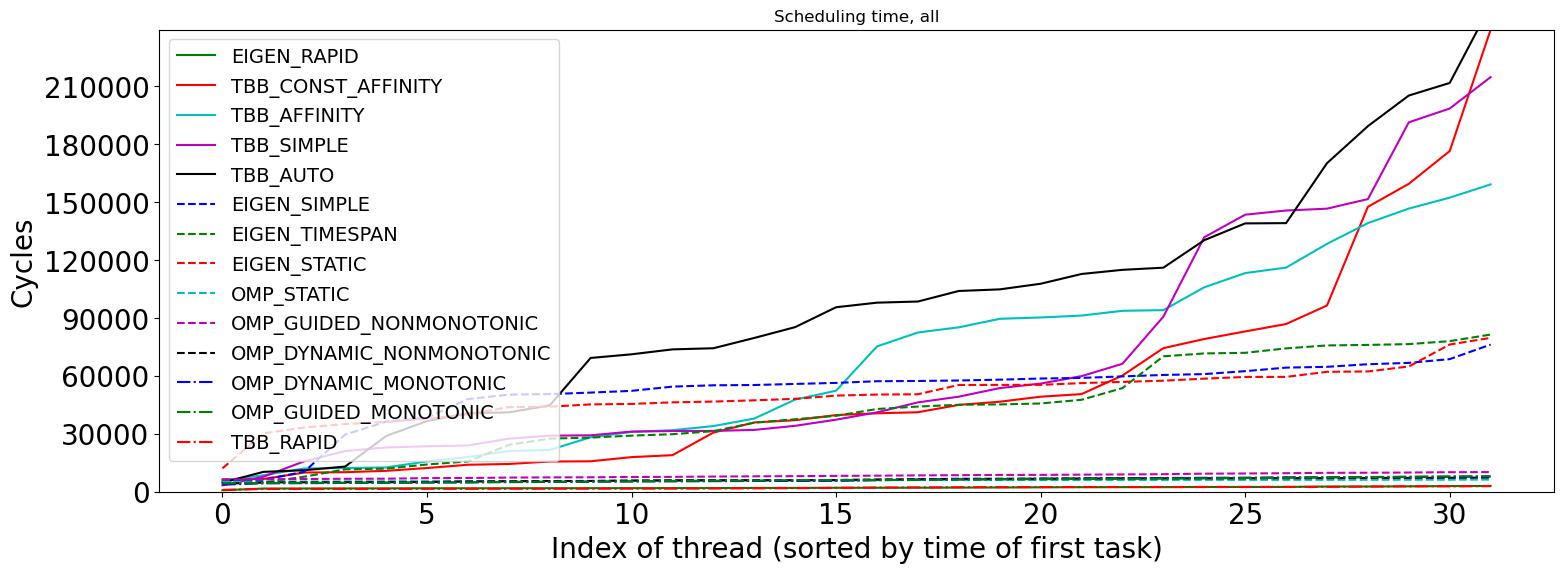 Scheduling time, all
Cycles
210000
180000
150000
120000
90000
60000
30000
0
EIGEN_RAPID
TBB_CONST_AFFINITY
TBB_AFFINITY
TBB_SIMPLE
TBB_AUTO
EIGEN_SIMPLE
EIGEN_TIMESPAN
EIGEN_STATIC
OMP_STATIC
OMP_GUIDED_NONMONOTONIC
OMP_DYNAMIC_NONMONOTONIC
OMP_DYNAMIC_MONOTONIC
OMP_GUIDED_MONOTONIC
TBB_RAPID
0 5 10 15 20 25 30
Index of thread (sorted by time of first task)